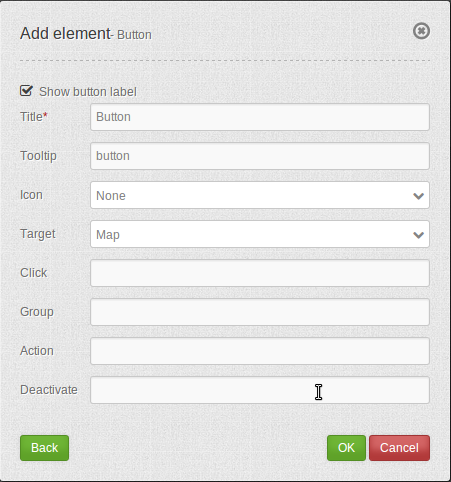 Add element- Button
Show button label
Title* Button
Tooltip button
Icon None
Target Map
Click
Group
Action
Deactivate
Back OK Cancel